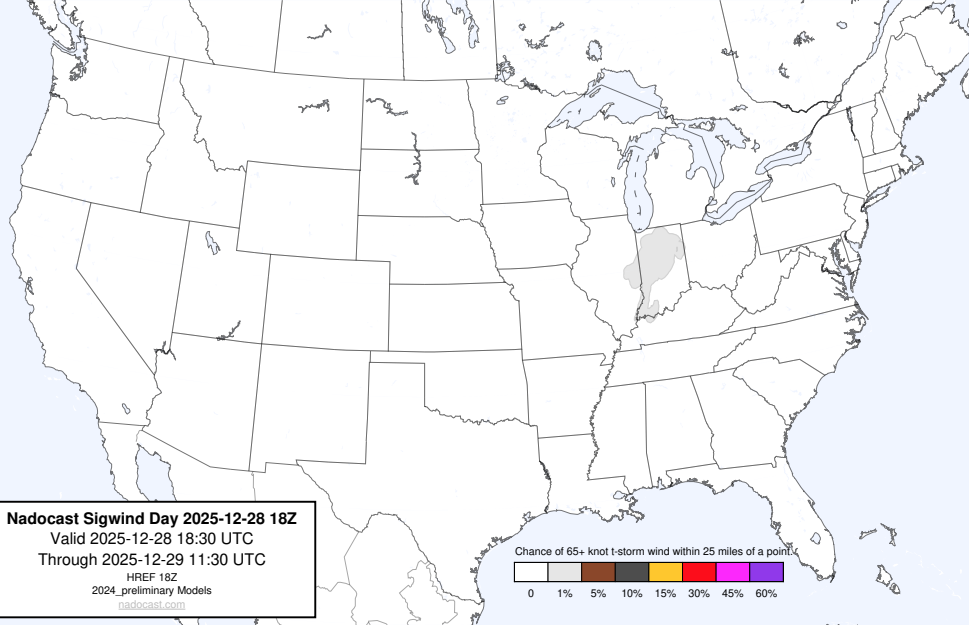 Nadocast Sigwind Day 2025-12-28 18Z
Valid 2025-12-28 18:30 UTC
Through 2025-12-29 11:30 UTC
HREF 18Z
2024_preliminary Models
nadocast.com
Chance of 65+ knot t-storm wind within 25 miles of a point.
0 1% 5% 10% 15% 30% 45% 60%